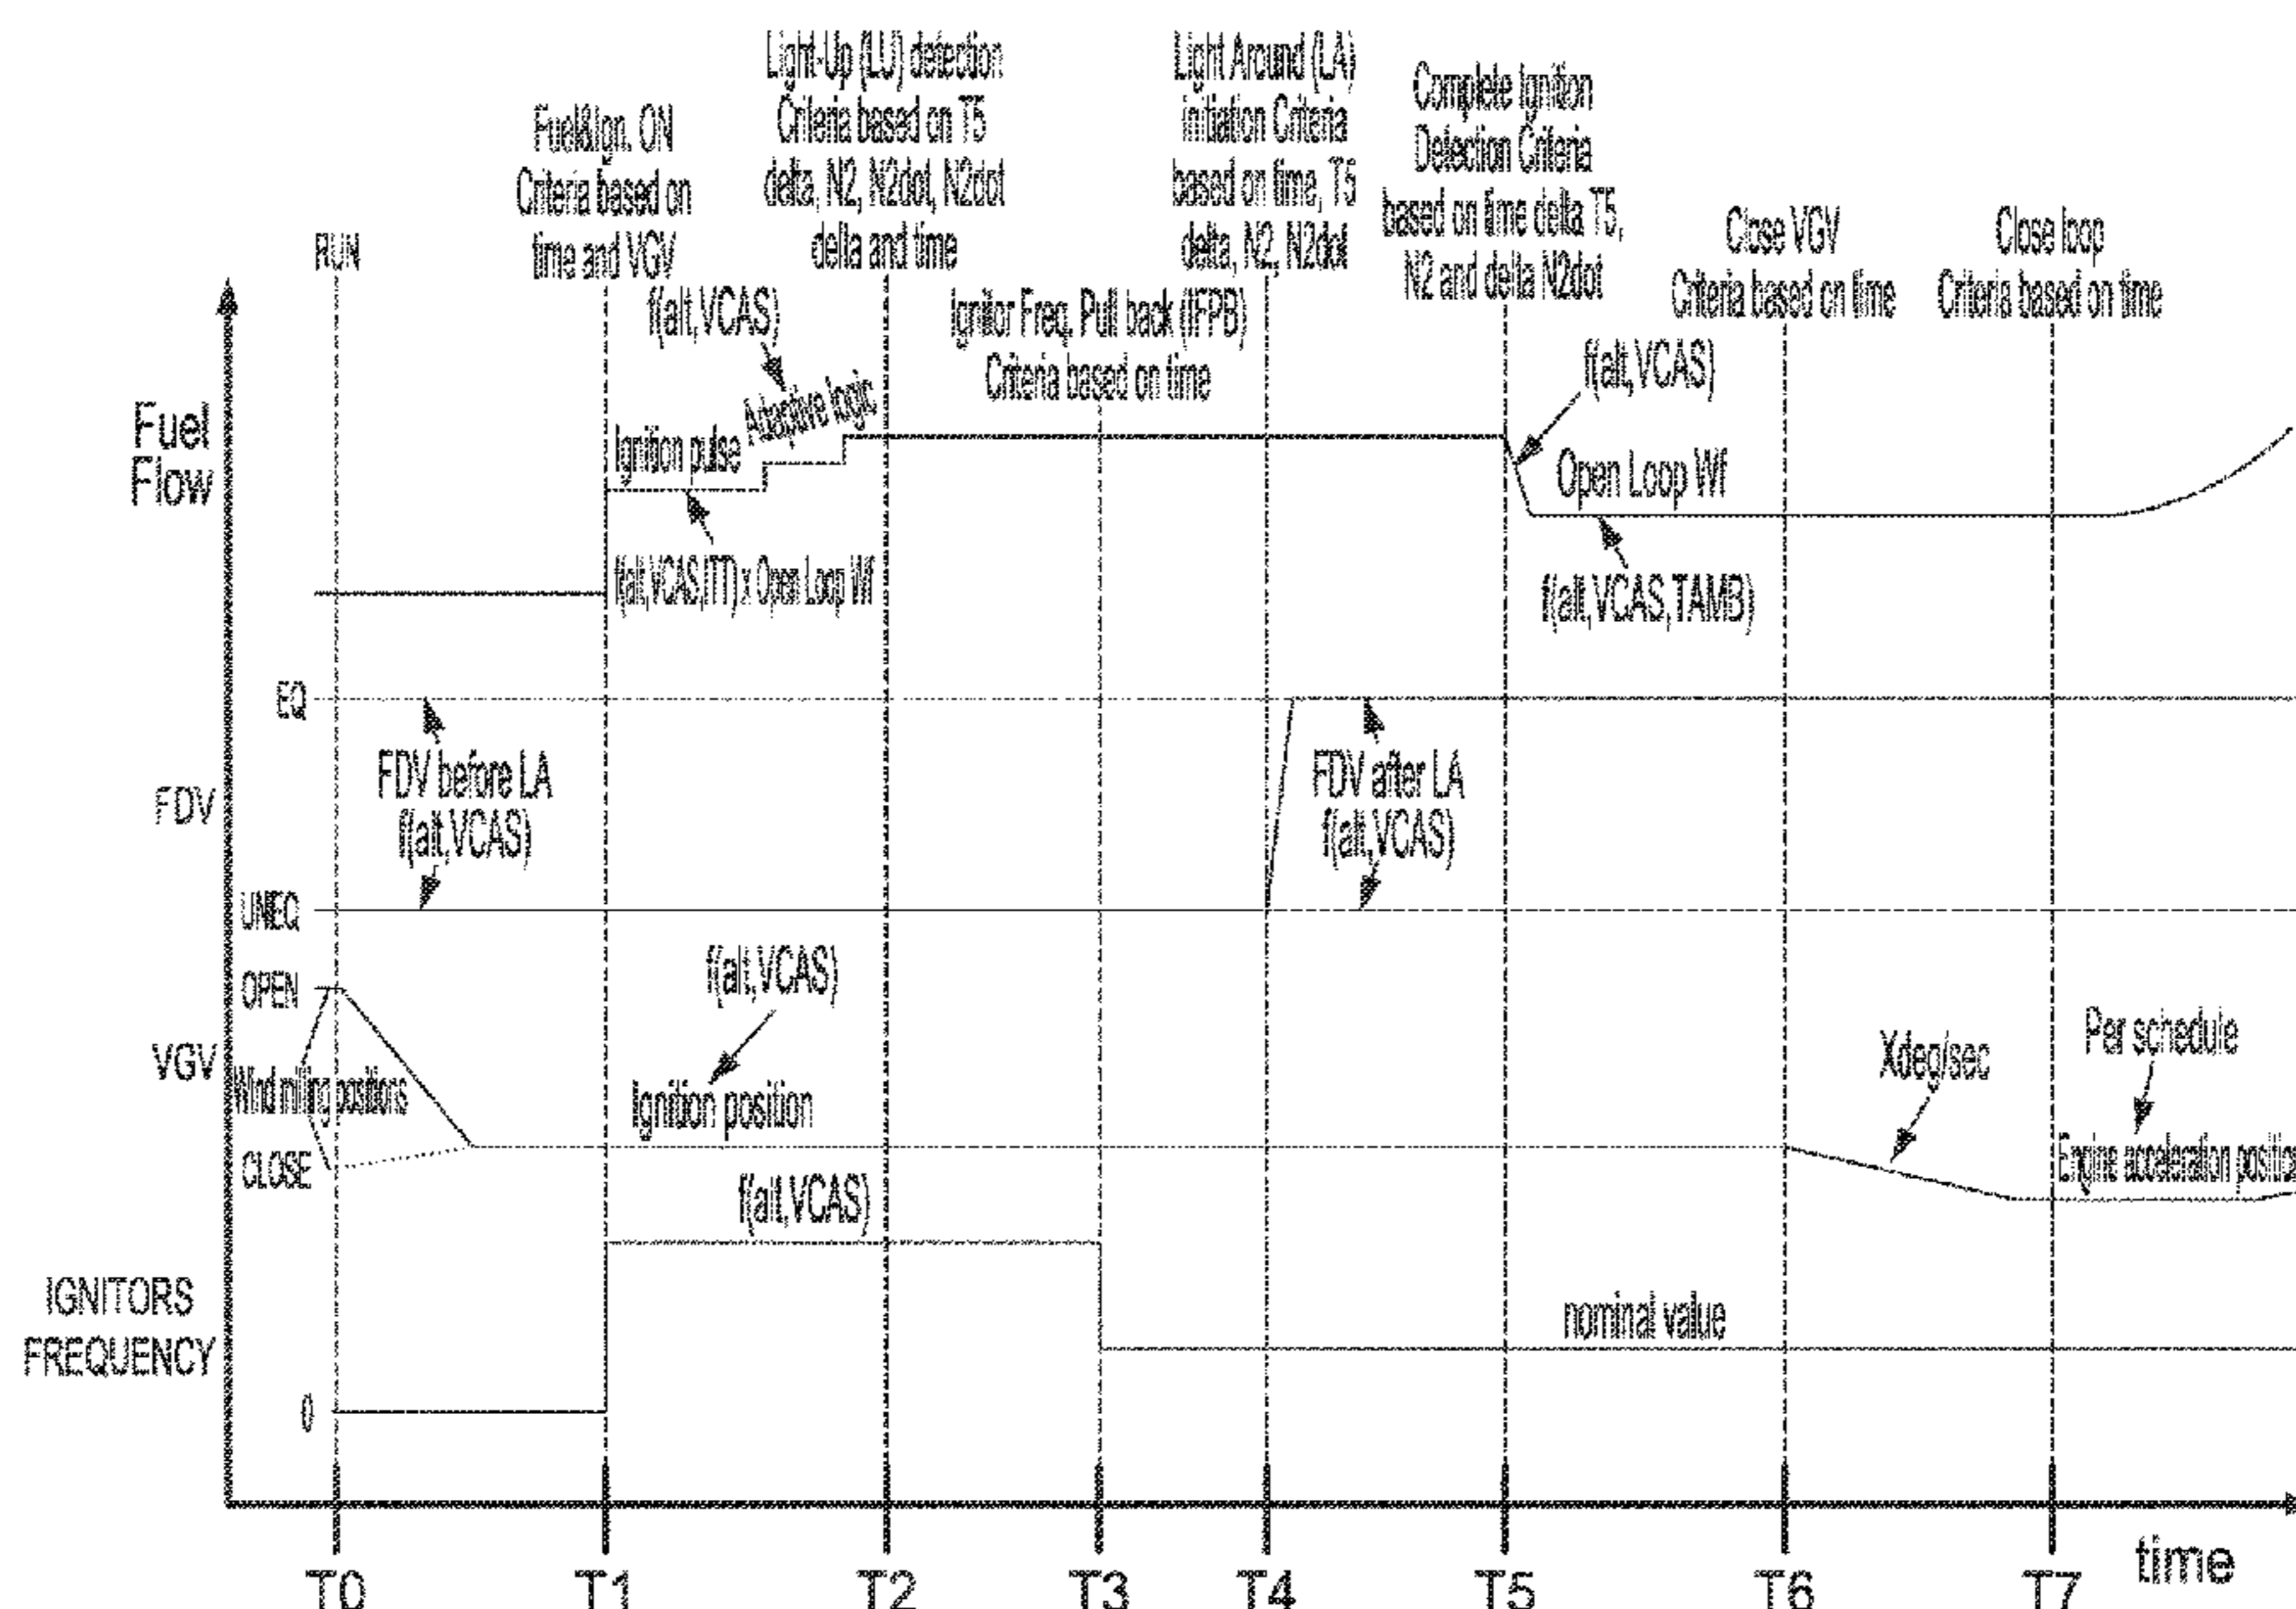 Light-Up (LU) detection
Criteria based on T5
delta, N2, N2dot, N2dot
delta and time
Light Around (LA)
initiation Criteria
based on time, T5
delta, N2, N2dot
Complete Ignition
Detection Criteria
based on time delta T5,
N2 and delta N2dot
Fuel&Ign. ON
Criteria based on
time and VGV
RUN
Close VGV
Criteria based on time
Close loop
Criteria based on time
f(alt,VCAS)
Ignitor Freq. Pull back (IFPB)
Criteria based on time
f(alt,VCAS)
Adaptive logic
Ignition pulse
Fuel
Flow
Open Loop Wf
f(alt,VCAS,ITT) x Open Loop Wf
f(alt,VCAS,TAMB)
EQ
FDV before LA
f(alt,VCAS)
FDV after LA
f(alt,VCAS)
FDV
UNEQ
OPEN
f(alt,VCAS)
VGV
Wind milling positions
Ignition position
Xdeg/sec
Per schedule
CLOSE
Engine acceleration position
f(alt,VCAS)
IGNITORS
FREQUENCY
nominal value
0
time
T0 T1 T2 T3 T4 T5 T6 T7